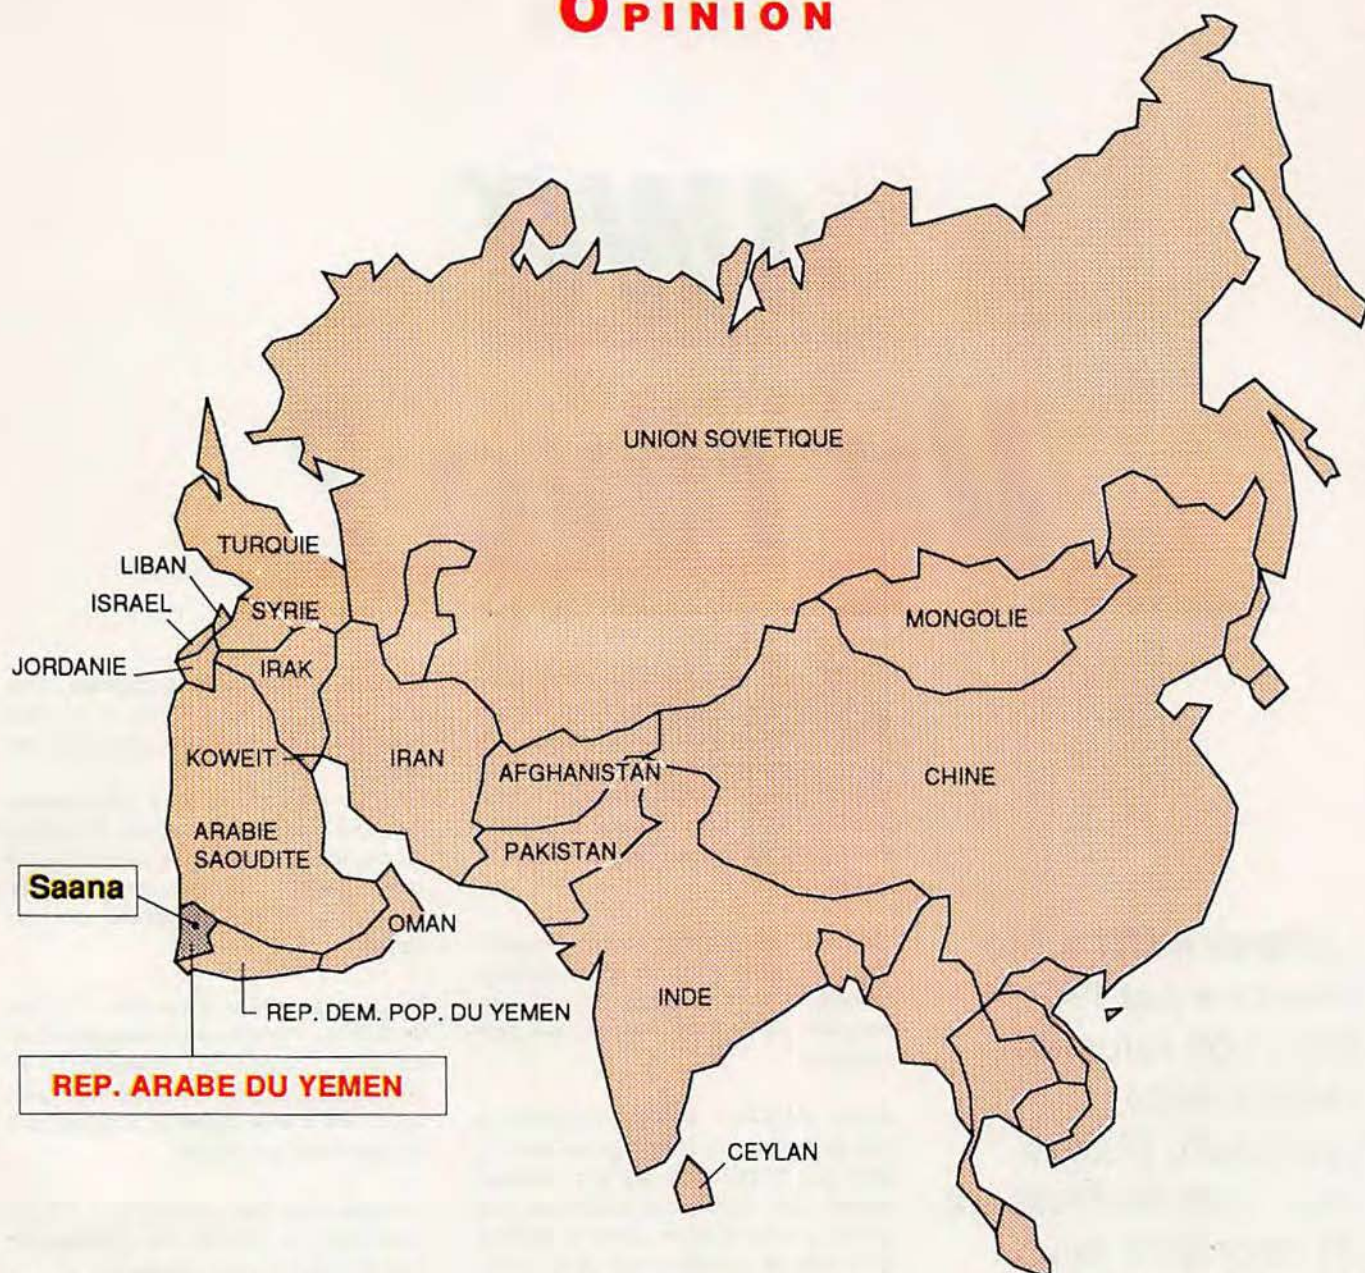 OPINION
UNION SOVIETIQUE
TURQUIE
LIBAN
ISRAEL
SYRIE
MONGOLIE
JORDANIE
IRAK
KOWEIT
IRAN
AFGHANISTAN
CHINE
ARABIE
SAOUDITE
PAKISTAN
Saana
OMAN
INDE
REP. DEM. POP. DU YEMEN
REP. ARABE DU YEMEN
CEYLAN